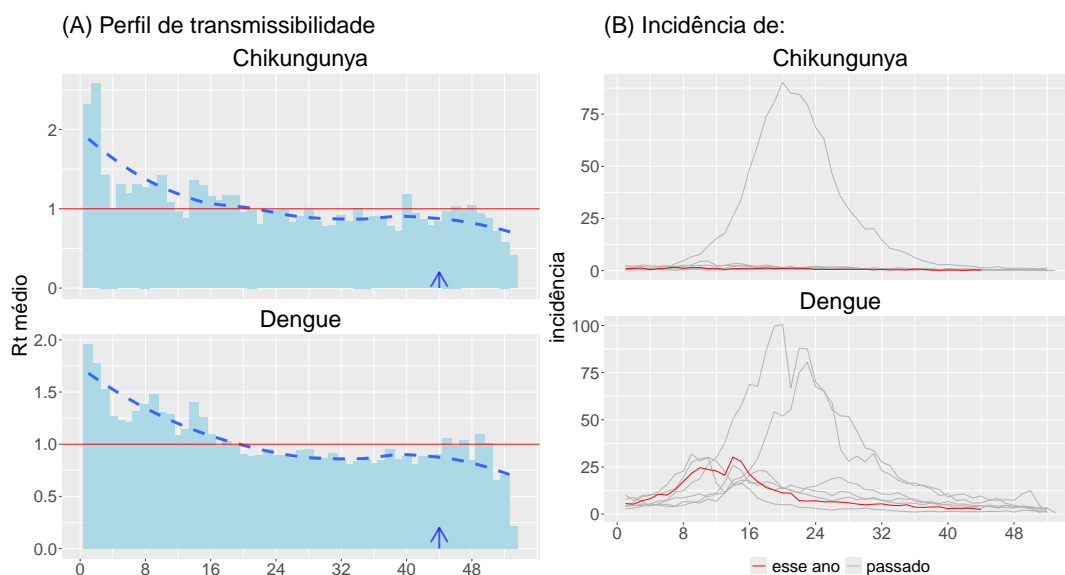 (A) Perfil de transmissibilidade
Chikungunya
2
1
0
Dengue
2.0
1.5
1.0
0.5
0.0
0 8 16 24 32 40 48
Rt médio
(B) Incidência de:
Chikungunya
75
50
25
0
Dengue
100
75
50
25
0
0 8 16 24 32 40 48
incidência
esse ano passado